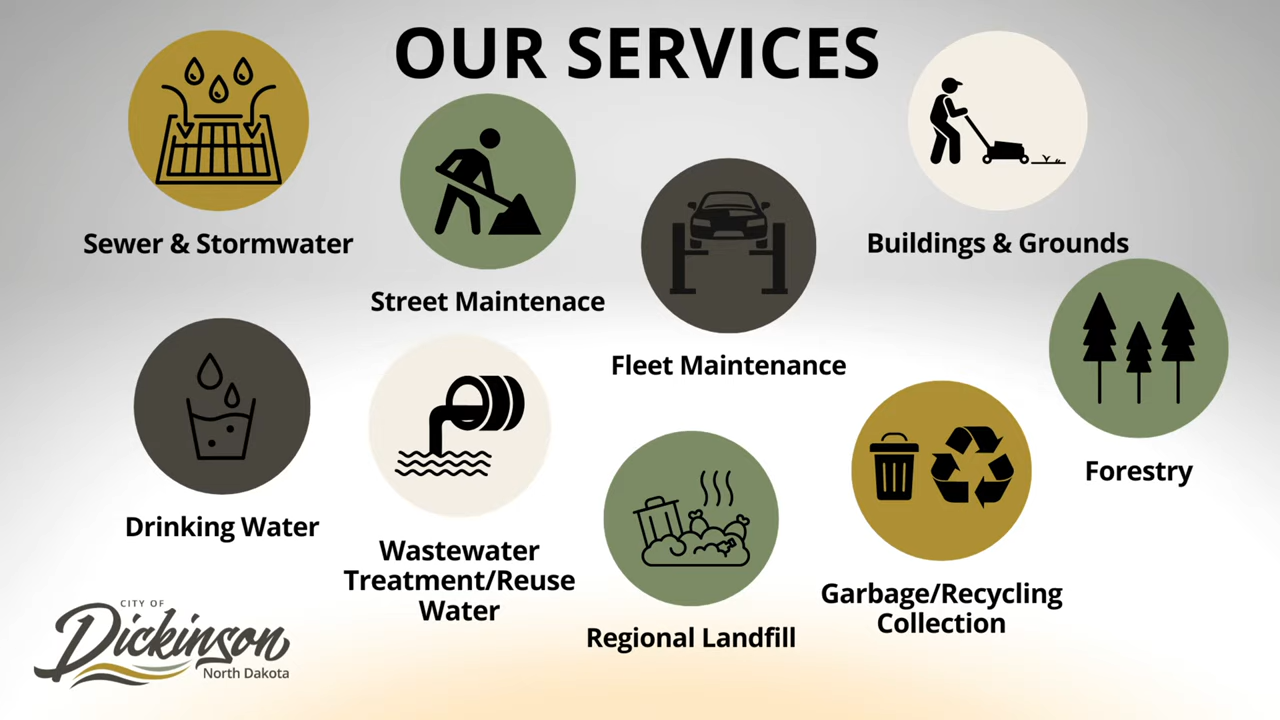 OUR SERVICES
Sewer & Stormwater
Street Maintenace
Fleet Maintenance
Buildings & Grounds
Drinking Water
Wastewater
Treatment/Reuse
Water
Regional Landfill
Garbage/Recycling
Collection
Forestry
CITY OF
Dickinson
North Dakota